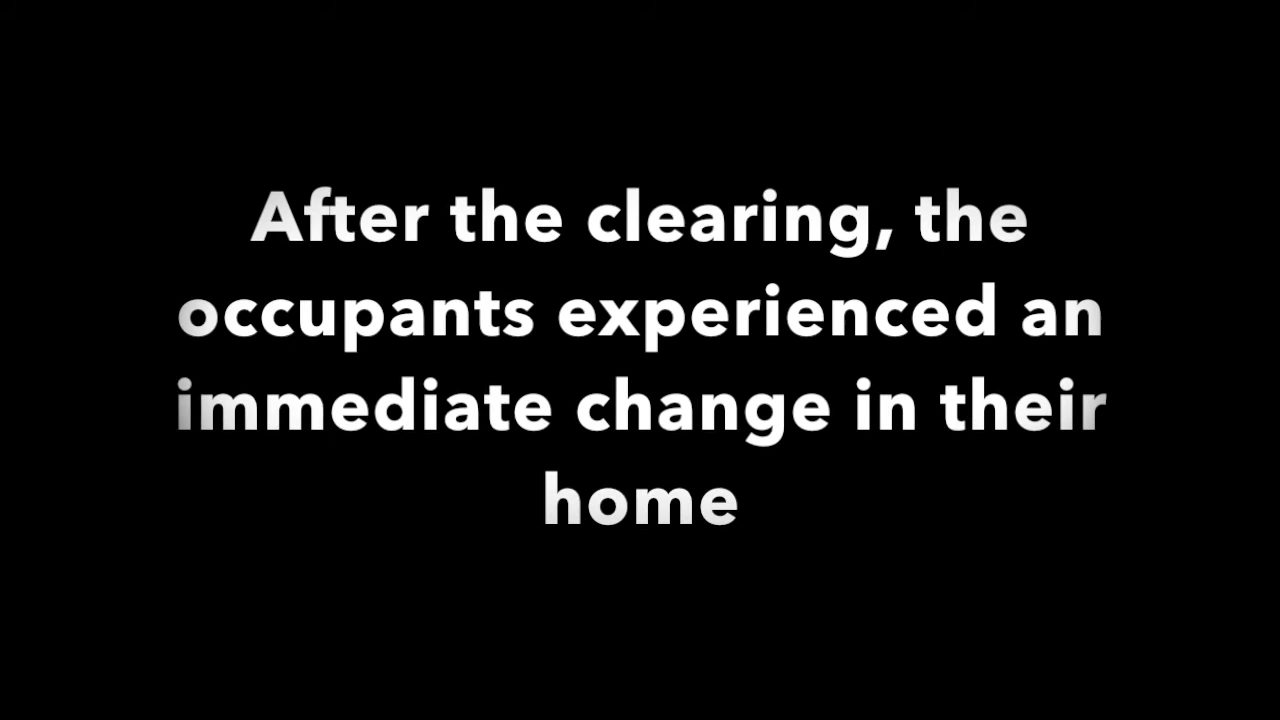 After the clearing, the
occupants experienced an
immediate change in their
home